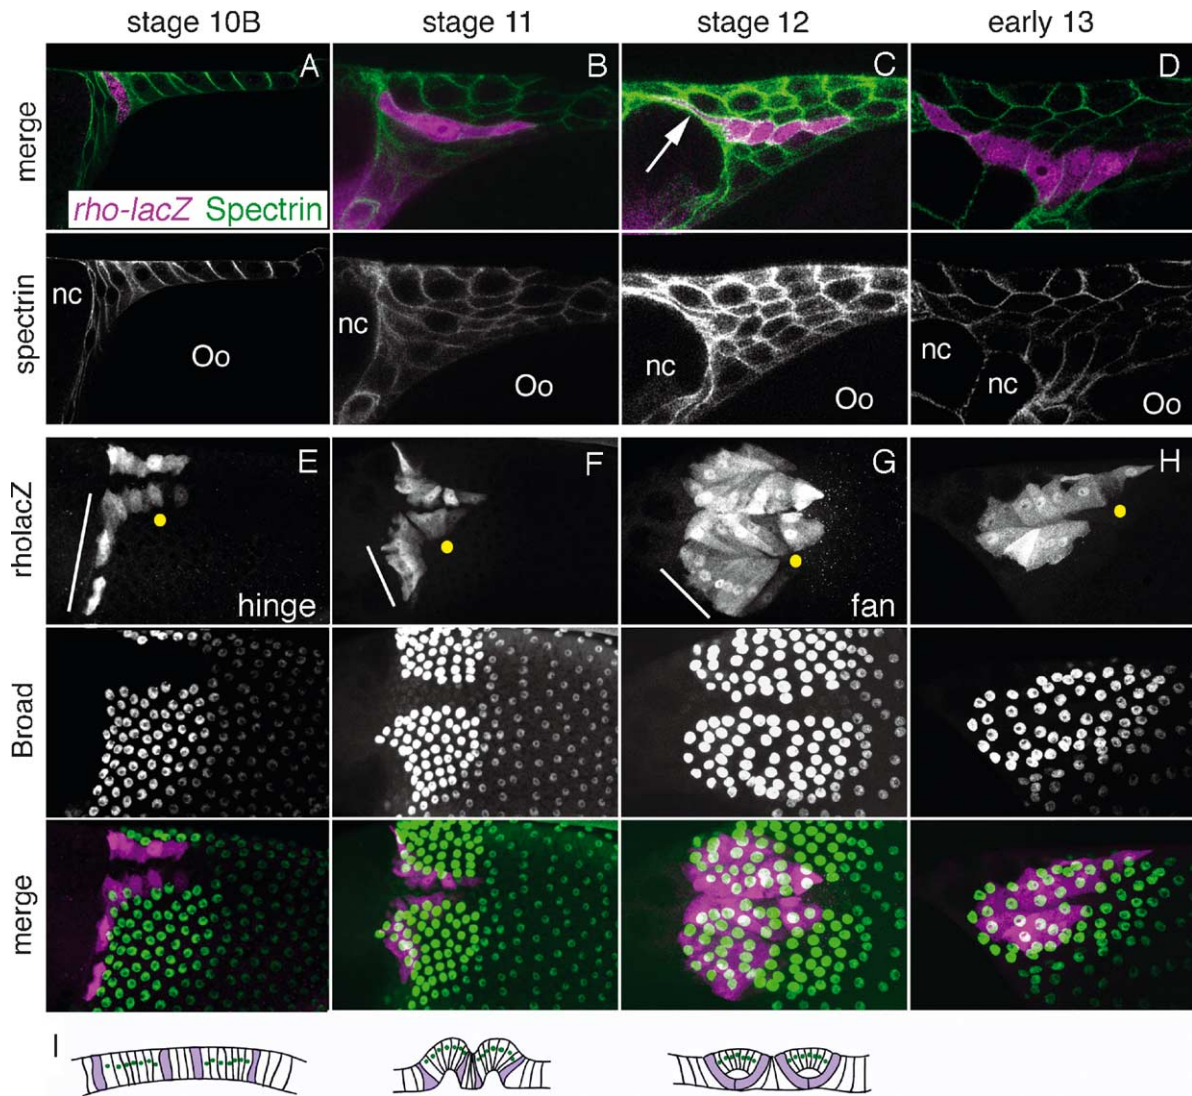 stage 10B stage 11 stage 12 early 13
merge A B C D
rho-lacZ Spectrin
spectrin nc Oo nc Oo nc Oo nc nc Oo
rholacZ E F G H
hinge fan
Broad
merge
I